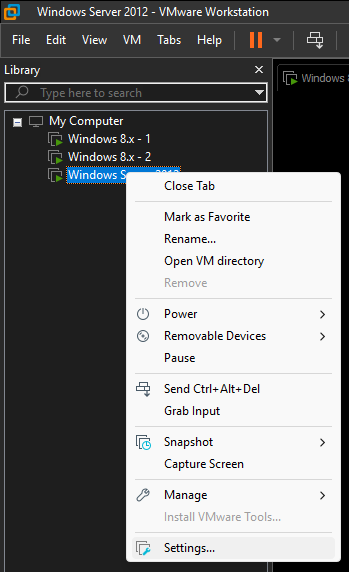 Windows Server 2012 - VMware Workstation
File Edit View VM Tabs Help
Library
Type here to search
Windows 8
My Computer
Windows 8.x - 1
Windows 8.x - 2
Windows Server 2012
Close Tab
Mark as Favorite
Rename...
Open VM directory
Remove
Power
Removable Devices
Pause
Send Ctrl+Alt+Del
Grab Input
Snapshot
Capture Screen
Manage
Install VMware Tools...
Settings...